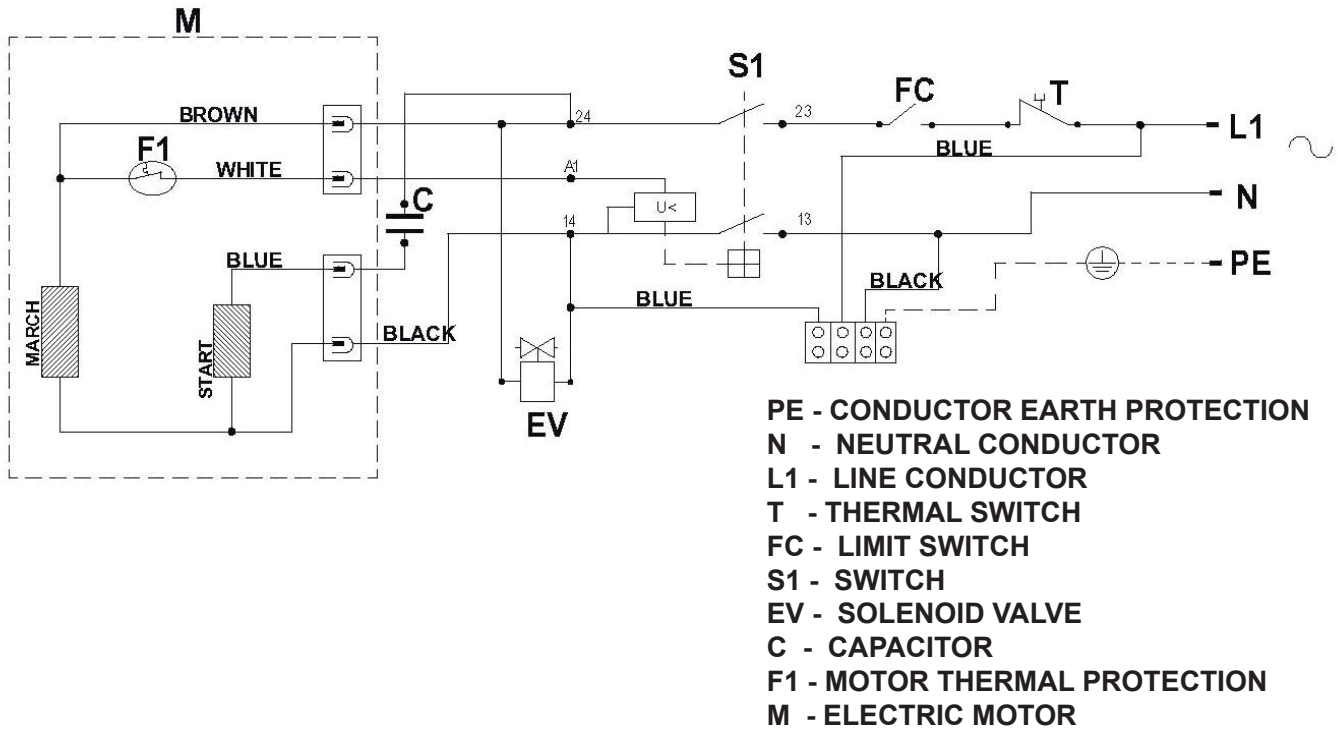 M
S1
FC
T
BROWN
24
23
L1
F1
WHITE
A1
BLUE
C
U<
N
14
13
BLUE
PE
MARCH
START
BLACK
BLUE
BLACK
EV
PE - CONDUCTOR EARTH PROTECTION
N - NEUTRAL CONDUCTOR
L1 - LINE CONDUCTOR
T - THERMAL SWITCH
FC - LIMIT SWITCH
S1 - SWITCH
EV - SOLENOID VALVE
C - CAPACITOR
F1 - MOTOR THERMAL PROTECTION
M - ELECTRIC MOTOR